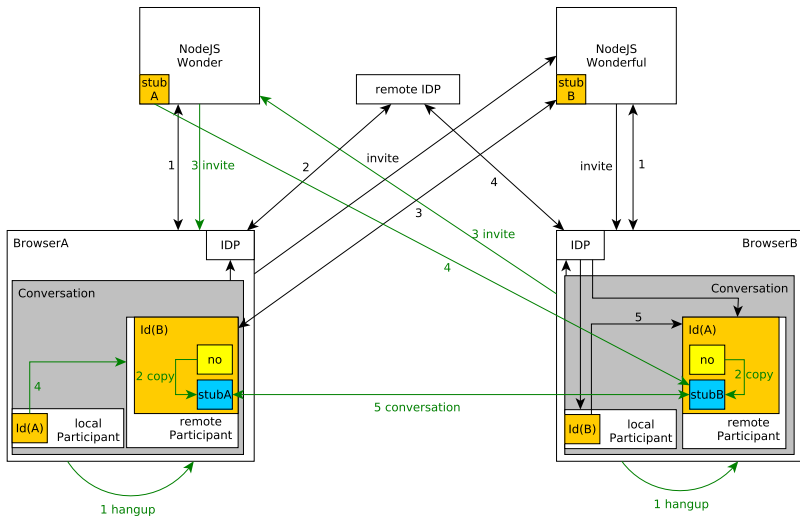 NodeJS
Wonder
stub
A
remote IDP
NodeJS
Wonderful
stub
B
1
3 invite
2
invite
4
3
invite
1
3 invite
4
BrowserA
IDP
IDP
BrowserB
Conversation
Id(B)
no
2 copy
stubA
4
Id(A)
local
Participant
remote
Participant
5 conversation
Conversation
5
Id(A)
no
2 copy
stubB
Id(B)
local
Participant
remote
Participant
1 hangup
1 hangup